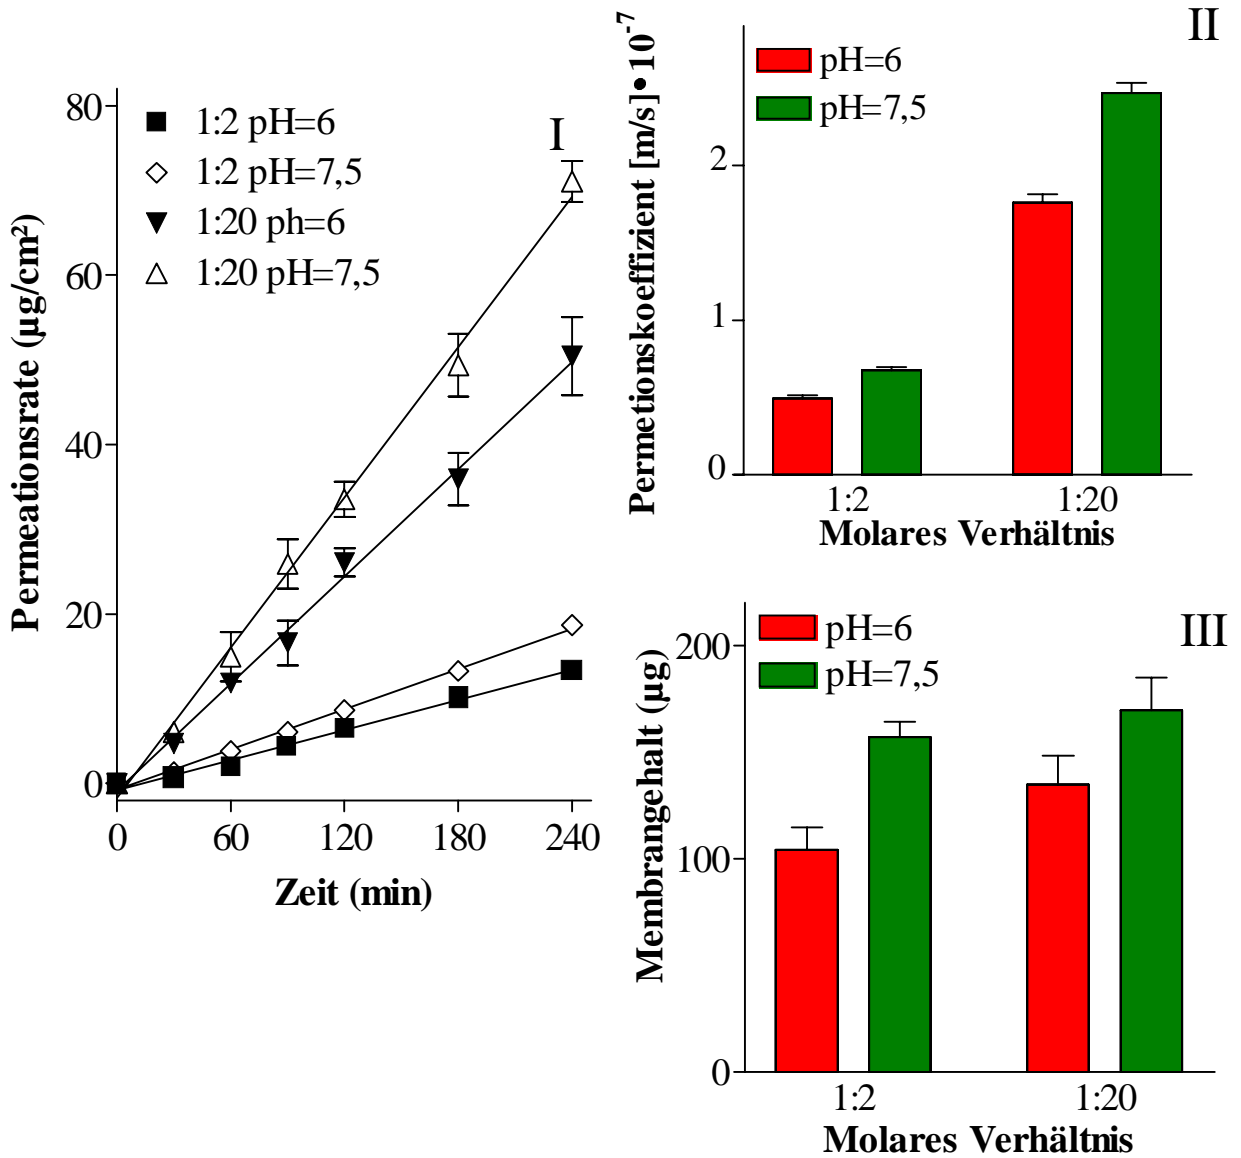 I
1:2 pH=6
1:2 pH=7,5
1:20 ph=6
1:20 pH=7,5
80
60
40
20
0
Permeationsrate (µg/cm²)
0 60 120 180 240
Zeit (min)
II
pH=6
pH=7,5
2
1
0
Permetionskoeffizient [m/s]•10-7
1:2 1:20
Molares Verhältnis
III
pH=6
pH=7,5
200
100
0
Membrangehalt (µg)
1:2 1:20
Molares Verhältnis